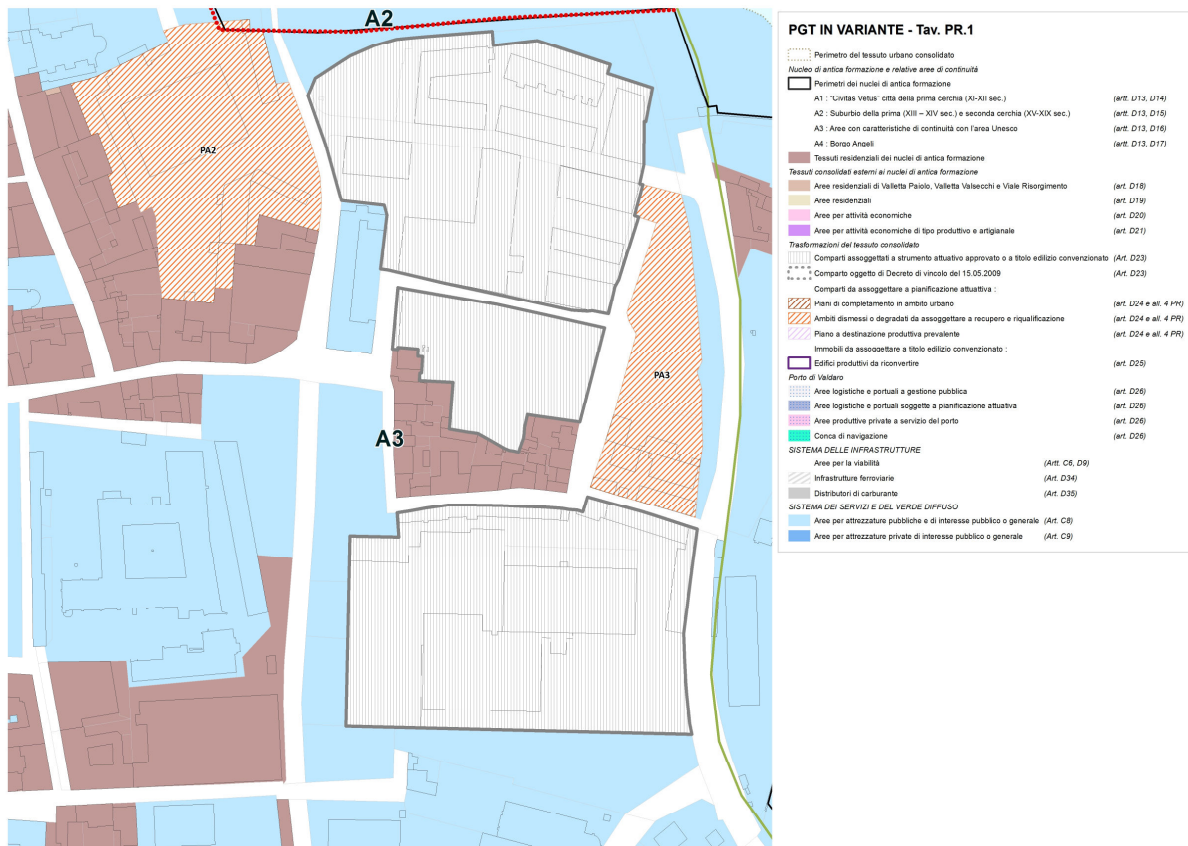 A2
PA2
PA3
A3
PGT IN VARIANTE - Tav. PR.1
Perimetro del tessuto urbano consolidato
Nucleo di antica formazione e relative aree di continuità
Perimetri dei nuclei di antica formazione
A1 : "Civitas Vetus" città della prima cerchia (XI-XII sec.) (artt. D13, D14)
A2 : Suburbio della prima (XIII – XIV sec.) e seconda cerchia (XV-XIX sec.) (artt. D13, D15)
A3 : Aree con caratteristiche di continuità con l'area Unesco (artt. D13, D16)
A4 : Borgo Angeli (artt. D13, D17)
Tessuti residenziali dei nuclei di antica formazione
Tessuti consolidati esterni ai nuclei di antica formazione
Aree residenziali di Valletta Paiolo, Valletta Valsecchi e Viale Risorgimento (art. D18)
Aree residenziali (art. D19)
Aree per attività economiche (art. D20)
Aree per attività economiche di tipo produttivo e artigianale (art. D21)
Trasformazioni del tessuto consolidato
Comparti assoggettati a strumento attuativo approvato o a titolo edilizio convenzionato (Art. D23)
Comparto oggetto di Decreto di vincolo del 15.05.2009 (Art. D23)
Comparti da assoggettare a pianificazione attuattiva :
Piani di completamento in ambito urbano (art. D24 e all. 4 PR)
Ambiti dismessi o degradati da assoggettare a recupero e riqualificazione (art. D24 e all. 4 PR)
Piano a destinazione produttiva prevalente (art. D24 e all. 4 PR)
Immobili da assoggettare a titolo edilizio convenzionato :
Edifici produttivi da riconvertire (art. D25)
Porto di Valdaro
Aree logistiche e portuali a gestione pubblica (art. D26)
Aree logistiche e portuali soggette a pianificazione attuativa (art. D26)
Aree produttive private a servizio del porto (art. D26)
Conca di navigazione (art. D26)
SISTEMA DELLE INFRASTRUTTURE
Aree per la viabilità (Artt. C6, D9)
Infrastrutture ferroviarie (Art. D34)
Distributori di carburante (Art. D35)
SISTEMA DEI SERVIZI E DEL VERDE DIFFUSO
Aree per attrezzature pubbliche e di interesse pubblico o generale (Art. C8)
Aree per attrezzature private di interesse pubblico o generale (Art. C9)